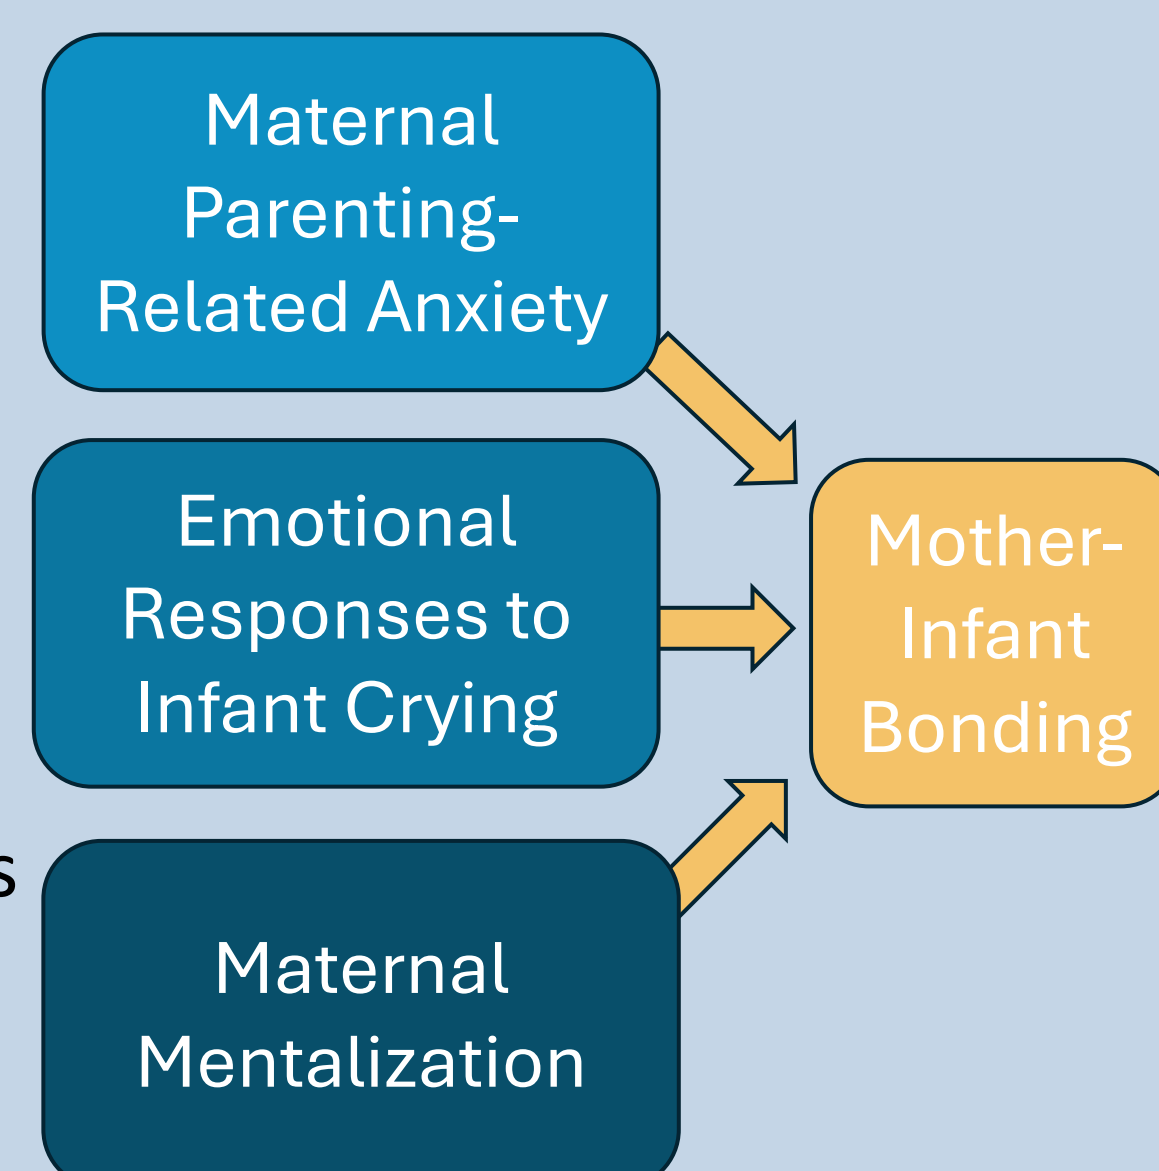 Maternal
Parenting-
Related Anxiety
Emotional
Responses to
Infant Crying
Mother-
Infant
Bonding
s
Maternal
Mentalization